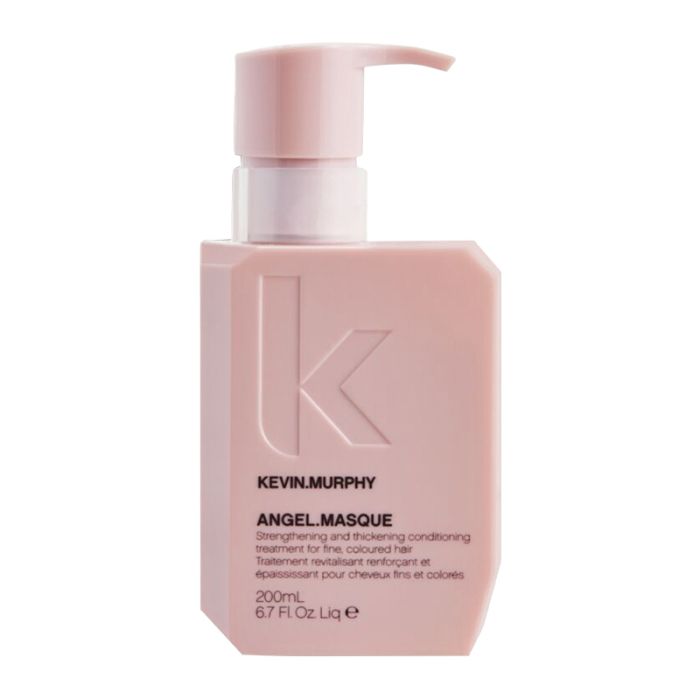 K
KEVIN.MURPHY
ANGEL.MASQUE
Strengthening and thickening conditioning
treatment for fine, coloured hair
Traitement revitalisant renforçant et
épaississant pour cheveux fins et colorés
200mL
6.7 Fl. Oz. Liq ℮